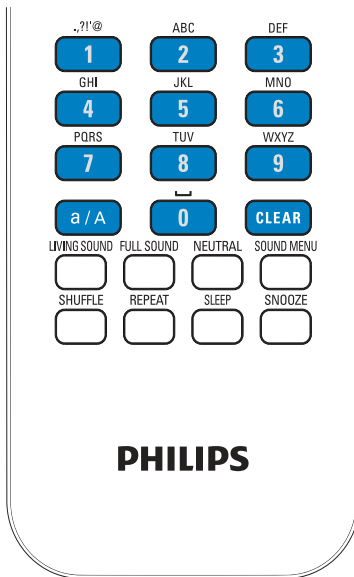 .,?!'@ ABC DEF
1 2 3
GHI JKL MNO
4 5 6
PQRS TUV WXYZ
7 8 9
a/A 0 CLEAR
LIVING SOUND FULL SOUND NEUTRAL SOUND MENU
SHUFFLE REPEAT SLEEP SNOOZE
PHILIPS